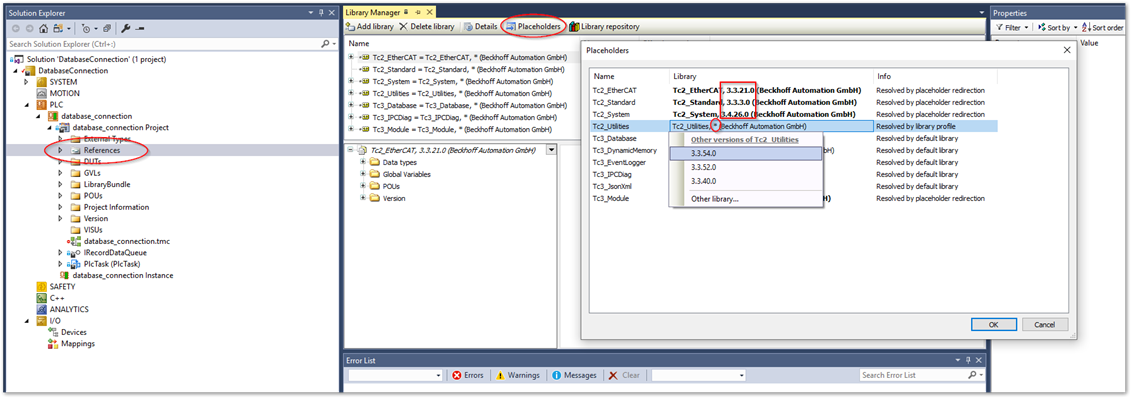 Solution Explorer
Search Solution Explorer (Ctrl+;)
Solution 'DatabaseConnection' (1 project)
DatabaseConnection
SYSTEM
MOTION
PLC
database_connection
database_connection Project
External Types
References
DUTs
GVLs
LibraryBundle
POUs
Project Information
Version
VISUs
database_connection.tmc
IRecordDataQueue
PlcTask (PlcTask)
database_connection Instance
SAFETY
C++
ANALYTICS
I/O
Devices
Mappings
Library Manager
Add library Delete library Details Placeholders Library repository
Name
Tc2_EtherCAT = Tc2_EtherCAT, * (Beckhoff Automation GmbH)
Tc2_Standard = Tc2_Standard, * (Beckhoff Automation GmbH)
Tc2_System = Tc2_System, * (Beckhoff Automation GmbH)
Tc2_Utilities = Tc2_Utilities, * (Beckhoff Automation GmbH)
Tc3_Database = Tc3_Database, * (Beckhoff Automation GmbH)
Tc3_IPCDiag = Tc3_IPCDiag, * (Beckhoff Automation GmbH)
Tc3_Module = Tc3_Module, * (Beckhoff Automation GmbH)
Tc2_EtherCAT, 3.3.21.0 (Beckhoff Automation GmbH)
Data types
Global Variables
POUs
Version
Placeholders
Name Library Info
Tc2_EtherCAT Tc2_EtherCAT, 3.3.21.0 (Beckhoff Automation GmbH) Resolved by placeholder redirection
Tc2_Standard Tc2_Standard, 3.3.3.0 (Beckhoff Automation GmbH) Resolved by placeholder redirection
Tc2_System Tc2_System, 3.4.26.0 (Beckhoff Automation GmbH) Resolved by placeholder redirection
Tc2_Utilities Tc2_Utilities, * (Beckhoff Automation GmbH) Resolved by library profile
Tc3_Database Resolved by default library
Tc3_DynamicMemory Resolved by placeholder redirection
Tc3_EventLogger Resolved by default library
Tc3_IPCDiag Resolved by default library
Tc3_JsonXml Resolved by default library
Tc3_Module Resolved by placeholder redirection
Other versions of Tc2_Utilities
3.3.54.0
3.3.52.0
3.3.40.0
Other library...
OK Cancel
Properties
Filter Sort by Sort order
Value
Error List
Errors Warnings Messages Clear Search Error List